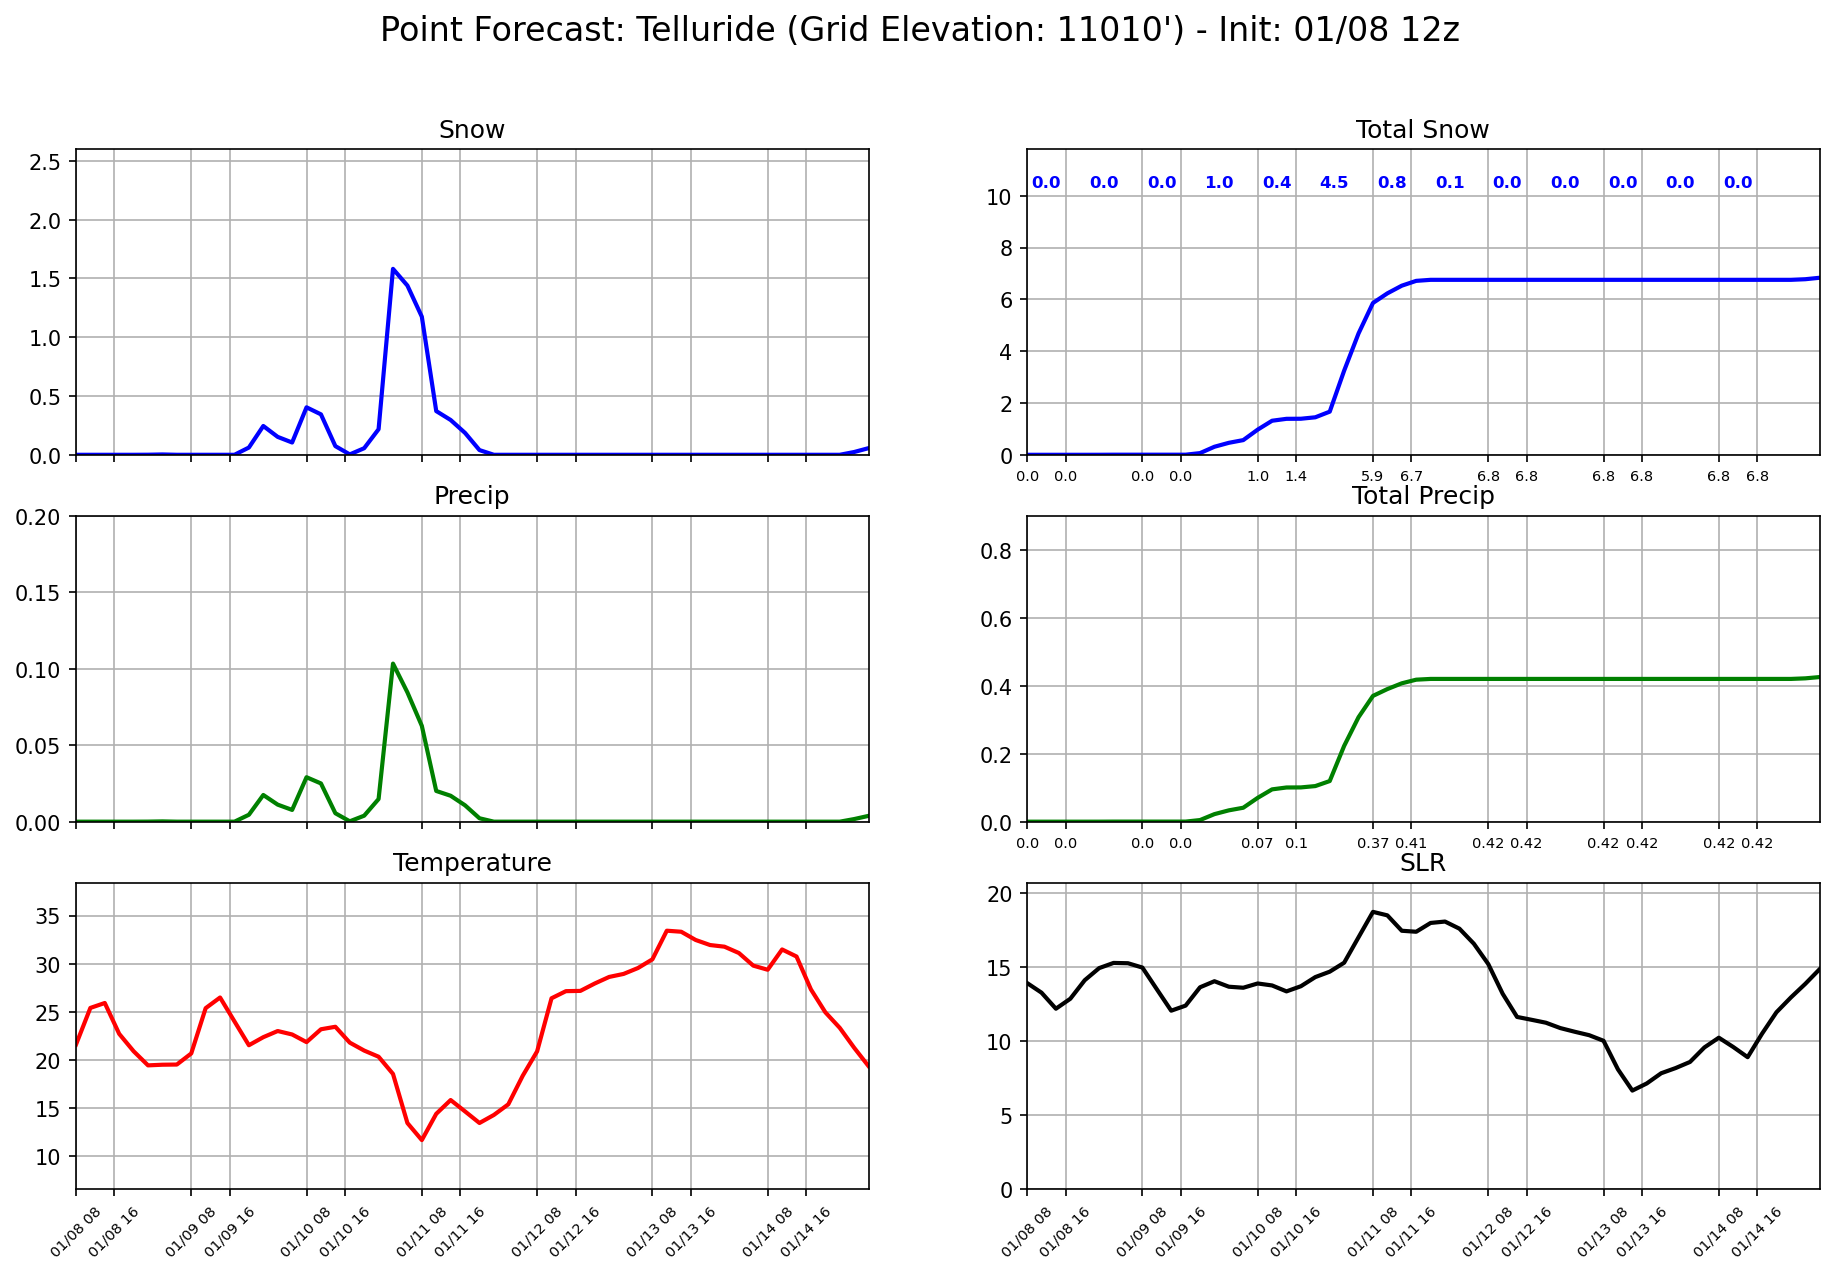 Point Forecast: Telluride (Grid Elevation: 11010') - Init: 01/08 12z
Snow
2.5
2.0
1.5
1.0
0.5
0.0
Total Snow
0.0 0.0 0.0 1.0 0.4 4.5 0.8 0.1 0.0 0.0 0.0 0.0 0.0
10
8
6
4
2
0
0.0 0.0 0.0 0.0 1.0 1.4 5.9 6.7 6.8 6.8 6.8 6.8 6.8 6.8
Precip
0.20
0.15
0.10
0.05
0.00
Total Precip
0.8
0.6
0.4
0.2
0.0
0.0 0.0 0.0 0.0 0.07 0.1 0.37 0.41 0.42 0.42 0.42 0.42 0.42 0.42
Temperature
35
30
25
20
15
10
01/08 08 01/08 16 01/09 08 01/09 16 01/10 08 01/10 16 01/11 08 01/11 16 01/12 08 01/12 16 01/13 08 01/13 16 01/14 08 01/14 16
SLR
20
15
10
5
0
01/08 08 01/08 16 01/09 08 01/09 16 01/10 08 01/10 16 01/11 08 01/11 16 01/12 08 01/12 16 01/13 08 01/13 16 01/14 08 01/14 16